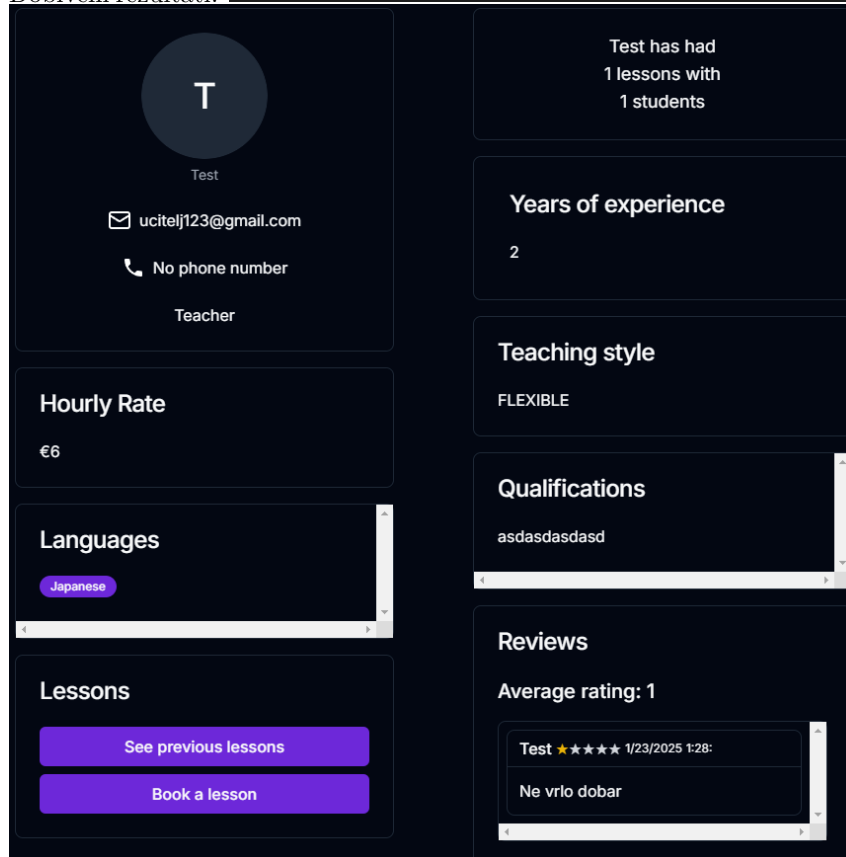 T
Test
ucitelj123@gmail.com
No phone number
Teacher
Hourly Rate
€6
Languages
Japanese
Lessons
See previous lessons
Book a lesson
Test has had
1 lessons with
1 students
Years of experience
2
Teaching style
FLEXIBLE
Qualifications
asdasdasdasd
Reviews
Average rating: 1
Test ★★★★★ 1/23/2025 1:28:
Ne vrlo dobar